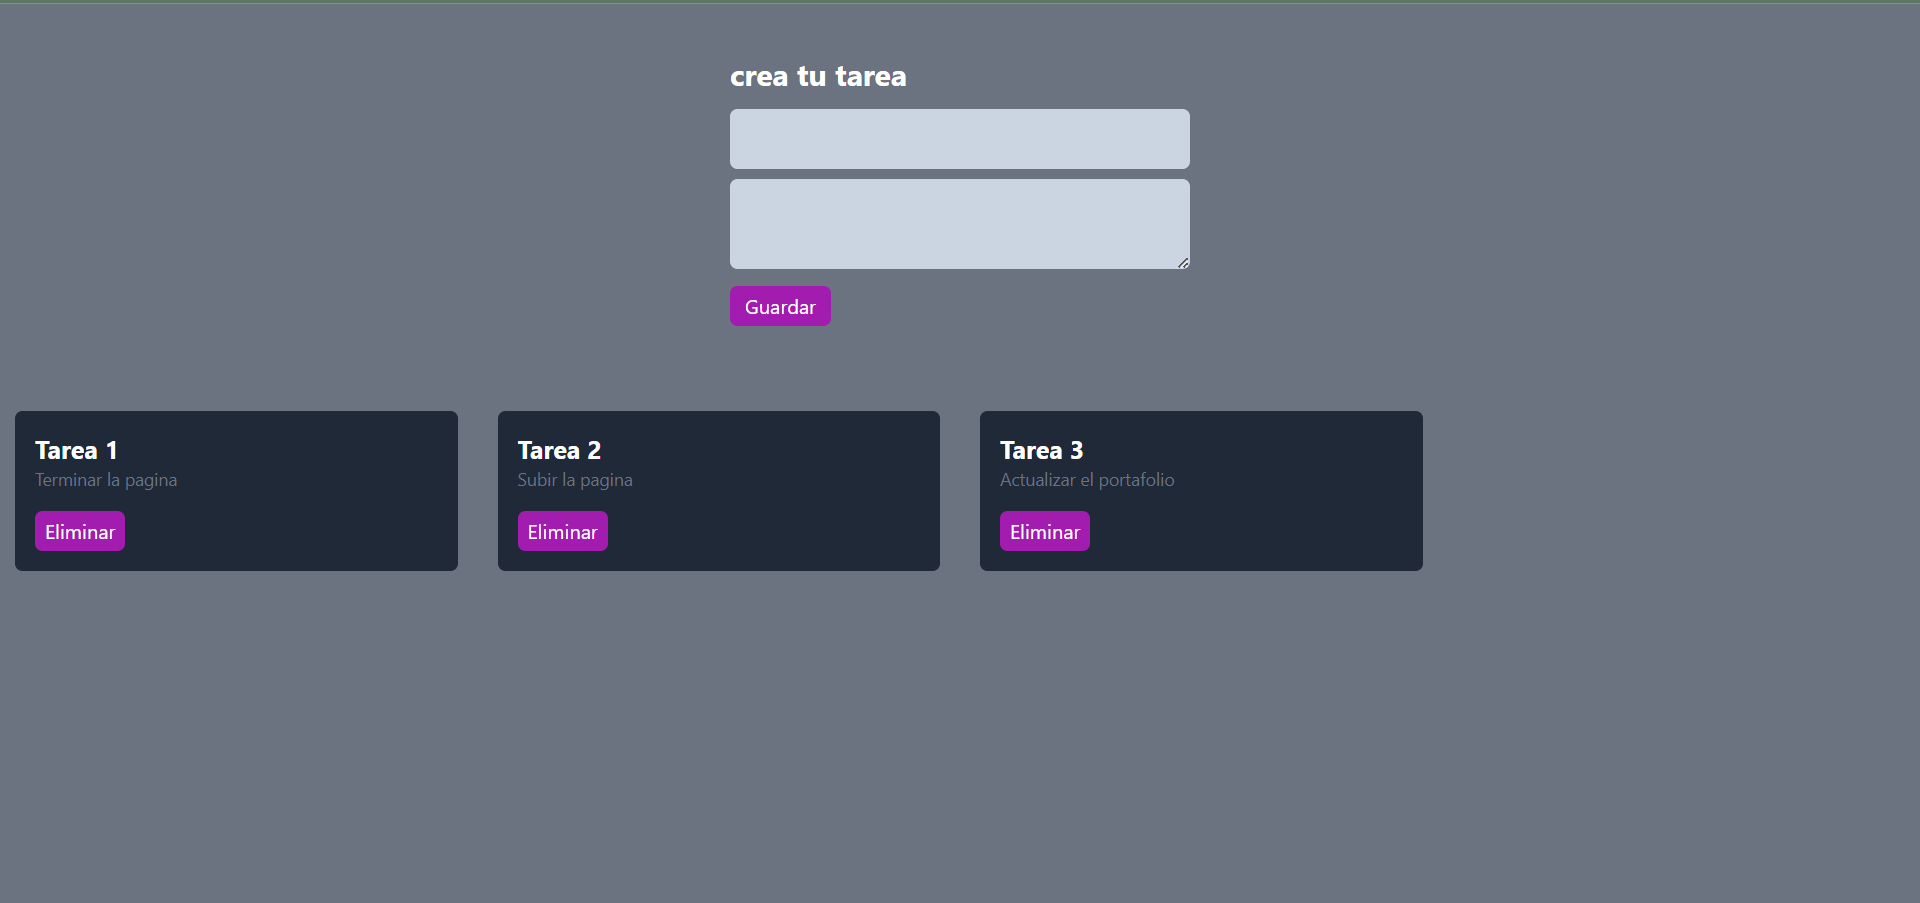 crea tu tarea
Guardar
Tarea 1
Terminar la pagina
Eliminar
Tarea 2
Subir la pagina
Eliminar
Tarea 3
Actualizar el portafolio
Eliminar